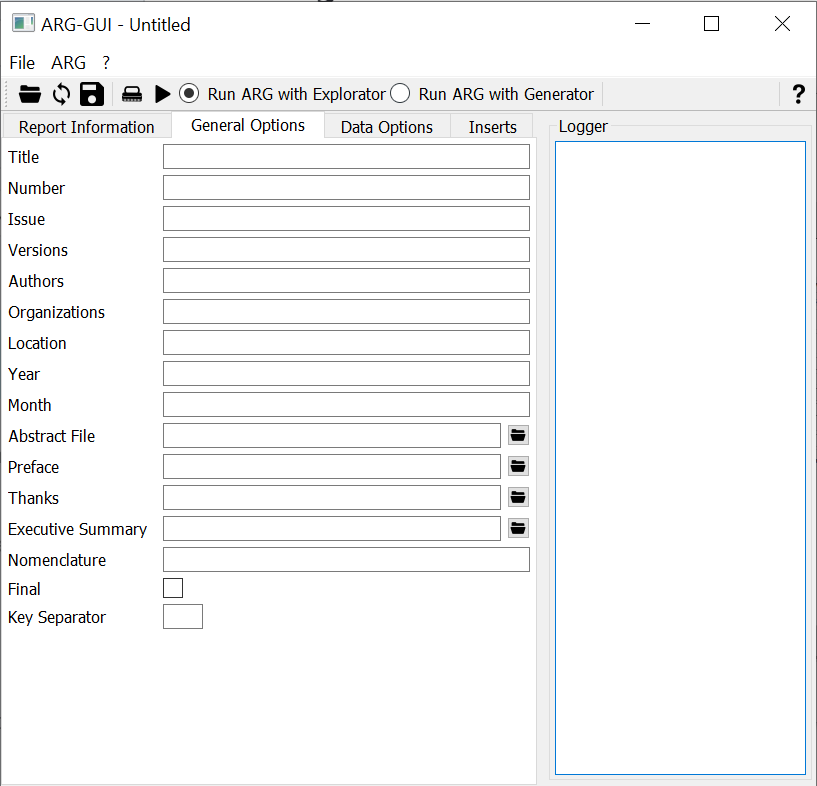 ARG-GUI - Untitled
File ARG ?
Run ARG with Explorator Run ARG with Generator ?
Report Information General Options Data Options Inserts
Logger
Title
Number
Issue
Versions
Authors
Organizations
Location
Year
Month
Abstract File
Preface
Thanks
Executive Summary
Nomenclature
Final
Key Separator